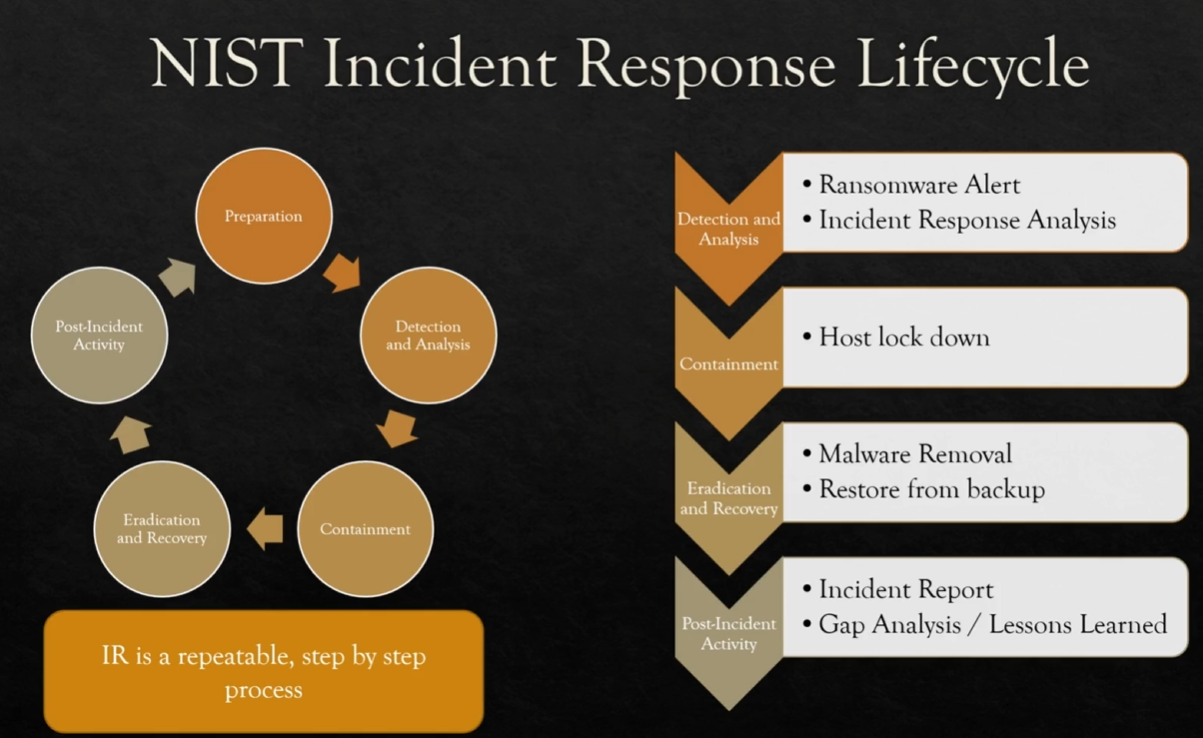 NIST Incident Response Lifecycle
Preparation
Detection
and Analysis
Containment
Eradication
and Recovery
Post-Incident
Activity
IR is a repeatable, step by step
process
Detection and
Analysis
• Ransomware Alert
• Incident Response Analysis
Containment
• Host lock down
Eradication
and Recovery
• Malware Removal
• Restore from backup
Post-Incident
Activity
• Incident Report
• Gap Analysis / Lessons Learned